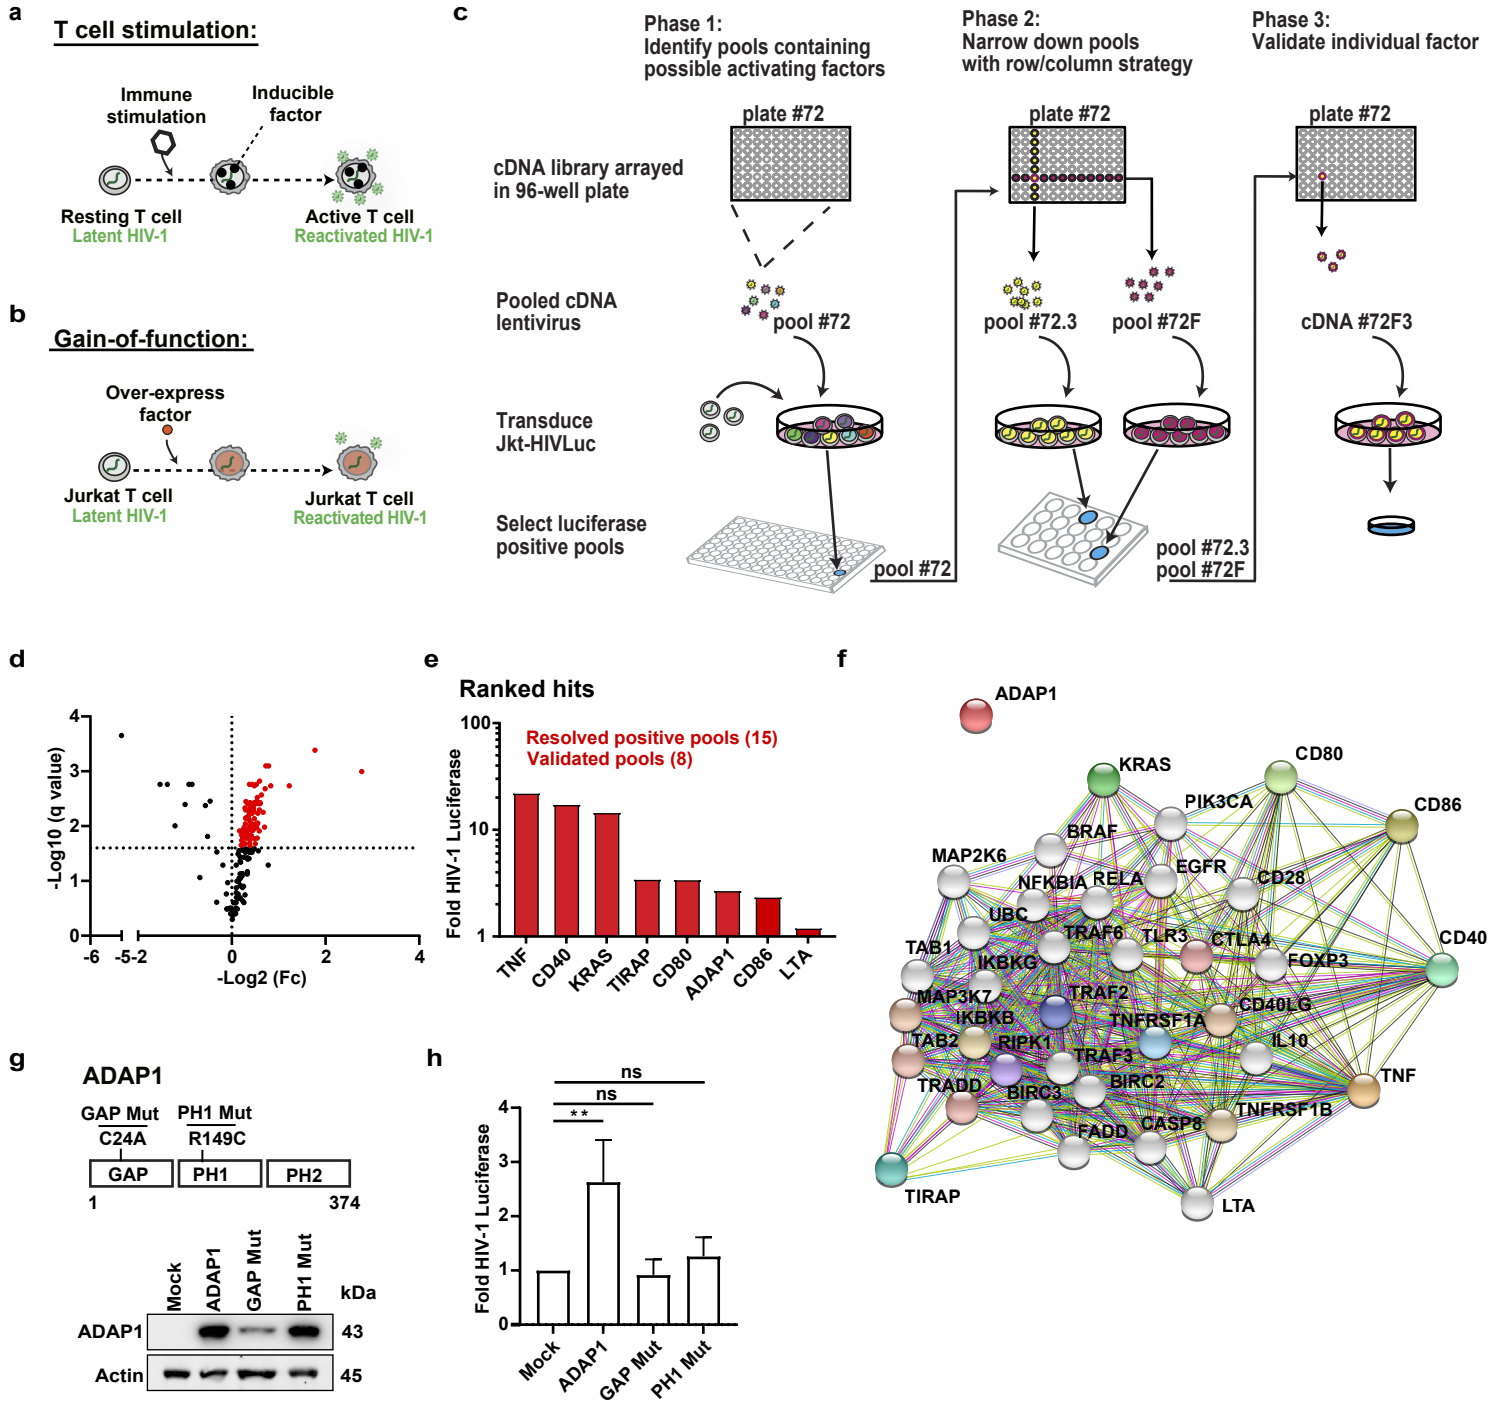 a
T cell stimulation:
Immune
stimulation
Inducible
factor
Resting T cell
Latent HIV-1
Active T cell
Reactivated HIV-1
b
Gain-of-function:
Over-express
factor
Jurkat T cell
Latent HIV-1
Jurkat T cell
Reactivated HIV-1
c
Phase 1:
Identify pools containing
possible activating factors
Phase 2:
Narrow down pools
with row/column strategy
Phase 3:
Validate individual factor
plate #72
plate #72
plate #72
cDNA library arrayed
in 96-well plate
Pooled cDNA
lentivirus
pool #72
pool #72.3
pool #72F
cDNA #72F3
Transduce
Jkt-HIVLuc
Select luciferase
positive pools
pool #72
pool #72.3
pool #72F
d
-Log10 (q value)
4
3
2
1
0
-6
-5
-2
0
2
4
-Log2 (Fc)
e
Ranked hits
Resolved positive pools (15)
Validated pools (8)
Fold HIV-1 Luciferase
100
10
1
TNF
CD40
KRAS
TIRAP
CD80
ADAP1
CD86
LTA
f
ADAP1
KRAS
CD80
PIK3CA
CD86
BRAF
MAP2K6
EGFR
NFKBIA
RELA
CD28
UBC
TRAF6
TLR3
CTLA4
CD40
TAB1
IKBKG
FOXP3
MAP3K7
TRAF2
CD40LG
IKBKB
TNFRSF1A
TAB2
RIPK1
TRAF3
IL10
TNF
TRADD
BIRC3
BIRC2
TNFRSF1B
FADD
CASP8
TIRAP
LTA
g
ADAP1
GAP Mut
PH1 Mut
C24A
R149C
GAP
PH1
PH2
1
374
Mock
ADAP1
GAP Mut
PH1 Mut
kDa
ADAP1
43
Actin
45
h
Fold HIV-1 Luciferase
ns
ns
**
4
3
2
1
0
Mock
ADAP1
GAP Mut
PH1 Mut